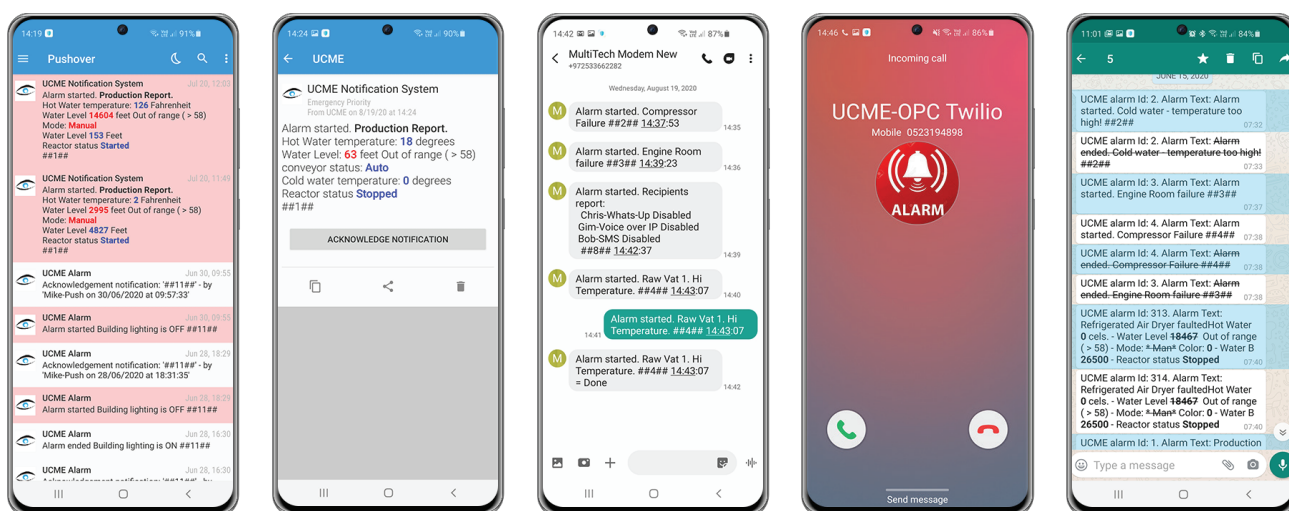 14:19
91%
Pushover
UCME Notification System
Jul 20, 12:03
Alarm started. Production Report.
Hot Water temperature: 126 Fahrenheit
Water Level 14604 feet Out of range ( > 58)
Mode: Manual
Water Level 153 Feet
Reactor status Started
##1##
UCME Notification System
Jul 20, 11:49
Alarm started. Production Report.
Hot Water temperature: 2 Fahrenheit
Water Level 2995 feet Out of range ( > 58)
Mode: Manual
Water Level 4827 Feet
Reactor status Started
##1##
UCME Alarm
Jun 30, 09:55
Acknowledgement notification: '##11##' - by
'Mike-Push on 30/06/2020 at 09:57:33'
UCME Alarm
Jun 30, 09:55
Alarm started Building lighting is OFF ##11##
UCME Alarm
Jun 28, 18:29
Acknowledgement notification: '##11##' - by
'Mike-Push on 28/06/2020 at 18:31:35'
UCME Alarm
Jun 28, 18:29
Alarm started Building lighting is OFF ##11##
UCME Alarm
Jun 28, 16:30
Alarm ended Building lighting is ON ##11##
UCME Alarm
Jun 28, 16:30
14:24
90%
UCME
UCME Notification System
Emergency Priority
From UCME on 8/19/20 at 14:24
Alarm started. Production Report.
Hot Water temperature: 18 degrees
Water Level: 63 feet Out of range ( > 58)
conveyor status: Auto
Cold water temperature: 0 degrees
Reactor status Stopped
##1##
ACKNOWLEDGE NOTIFICATION
14:42
87%
MultiTech Modem New
+972533662282
Wednesday, August 19, 2020
M
Alarm started. Compressor
Failure ##2## 14:37:53
14:35
M
Alarm started. Engine Room
failure ##3## 14:39:23
14:36
M
Alarm started. Recipients
report:
Chris-Whats-Up Disabled
Gim-Voice over IP Disabled
Bob-SMS Disabled
##8## 14:42:37
14:39
M
Alarm started. Raw Vat 1. Hi
Temperature. ##4## 14:43:07
14:40
Alarm started. Raw Vat 1. Hi
Temperature. ##4## 14:43:07
14:41
M
Alarm started. Raw Vat 1. Hi
Temperature. ##4## 14:43:07
= Done
14:42
14:46
86%
Incoming call
UCME-OPC Twilio
Mobile 0523194898
ALARM
Send message
11:01
84%
5
JUNE 15, 2020
UCME alarm Id: 2. Alarm Text: Alarm
started. Cold water - temperature too
high! ##2##
07:32
UCME alarm Id: 2. Alarm Text: Alarm
ended. Cold water - temperature too high!
##2##
07:33
UCME alarm Id: 3. Alarm Text: Alarm
started. Engine Room failure ##3##
07:37
UCME alarm Id: 4. Alarm Text: Alarm
started. Compressor Failure ##4##
07:38
UCME alarm Id: 4. Alarm Text: Alarm
ended. Compressor Failure ##4##
07:38
UCME alarm Id: 3. Alarm Text: Alarm
ended. Engine Room failure ##3##
07:38
UCME alarm Id: 313. Alarm Text:
Refrigerated Air Dryer faultedHot Water
0 cels. - Water Level 18467 Out of range
( > 58) - Mode: * Man* Color: 0 - Water B
26500 - Reactor status Stopped
07:40
UCME alarm Id: 314. Alarm Text:
Refrigerated Air Dryer faultedHot Water
0 cels. - Water Level 18467 Out of range
( > 58) - Mode: * Man* Color: 0 - Water B
26500 - Reactor status Stopped
07:40
UCME alarm Id: 1. Alarm Text: Production
Type a message